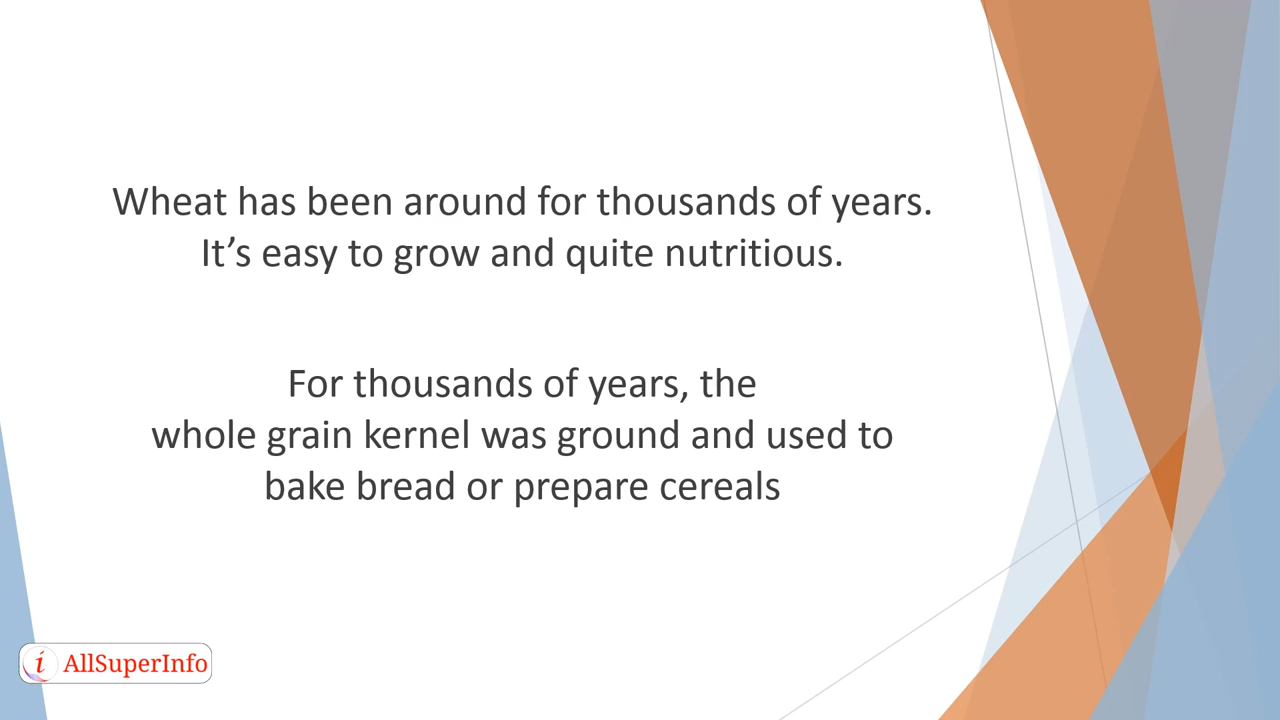 Wheat has been around for thousands of years.
It’s easy to grow and quite nutritious.
For thousands of years, the
whole grain kernel was ground and used to
bake bread or prepare cereals
i AllSuperInfo